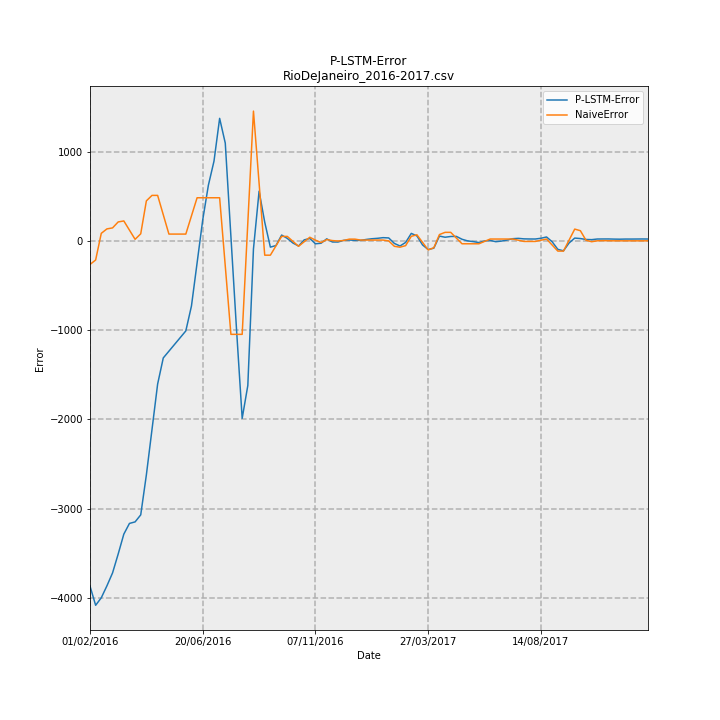 P-LSTM-Error
RioDeJaneiro_2016-2017.csv
P-LSTM-Error
NaiveError
1000
0
−1000
−2000
−3000
−4000
Error
01/02/2016
20/06/2016
07/11/2016
27/03/2017
14/08/2017
Date